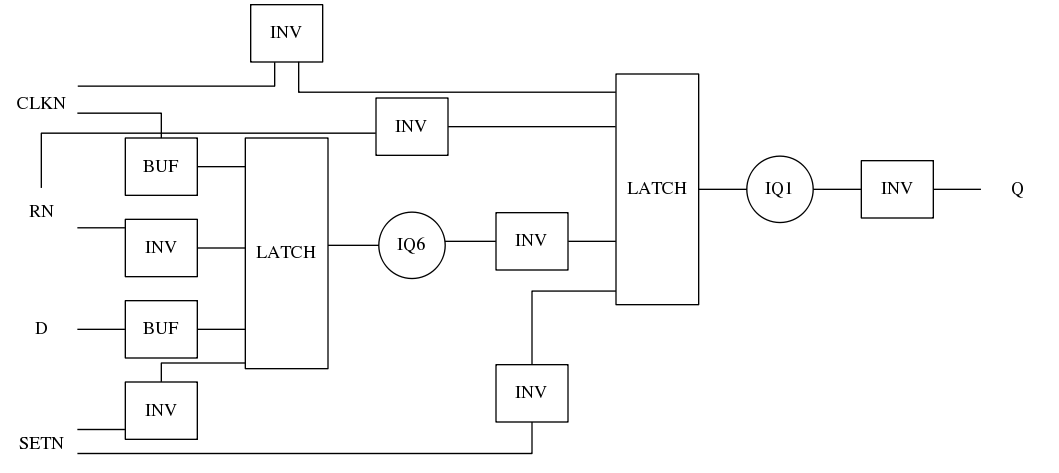 INV
CLKN
INV
BUF
LATCH
IQ1
INV
Q
RN
INV
LATCH
IQ6
INV
D
BUF
INV
INV
SETN